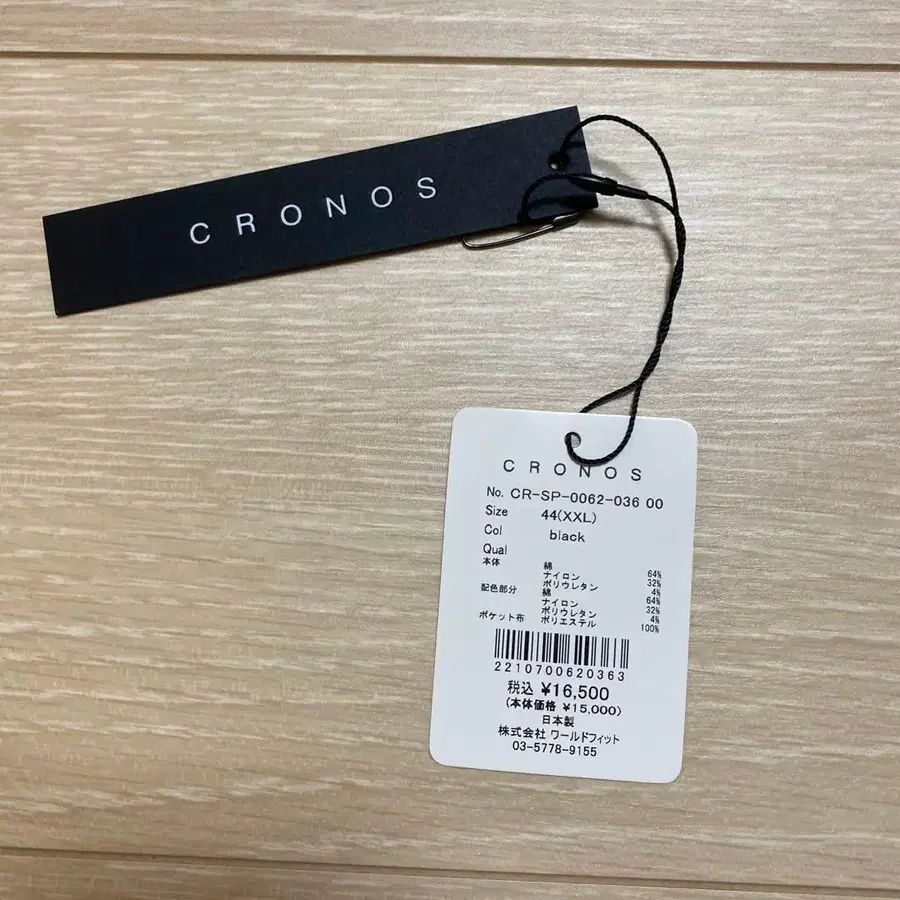 CRONOS
CRONOS
No. CR-SP-0062-036 00
Size 44(XXL)
Col black
Qual
本体 綿 64%
ナイロン 32%
ポリウレタン 4%
配色部分 綿 64%
ナイロン 32%
ポリウレタン 4%
ポケット布 ポリエステル 100%
2210700620363
税込 ¥16,500
(本体価格 ¥15,000)
日本製
株式会社 ワールドフィット
03-5778-9155